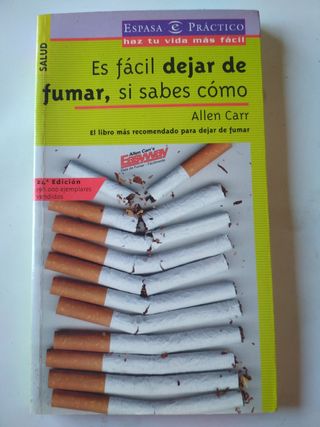 ESPASA e PRÁCTICO
haz tu vida más fácil
SALUD
Es fácil dejar de
fumar, si sabes cómo
Allen Carr
El libro más recomendado para dejar de fumar
Allen Carr's
EASYWAY
24ª Edición
ejemplares
vendidos